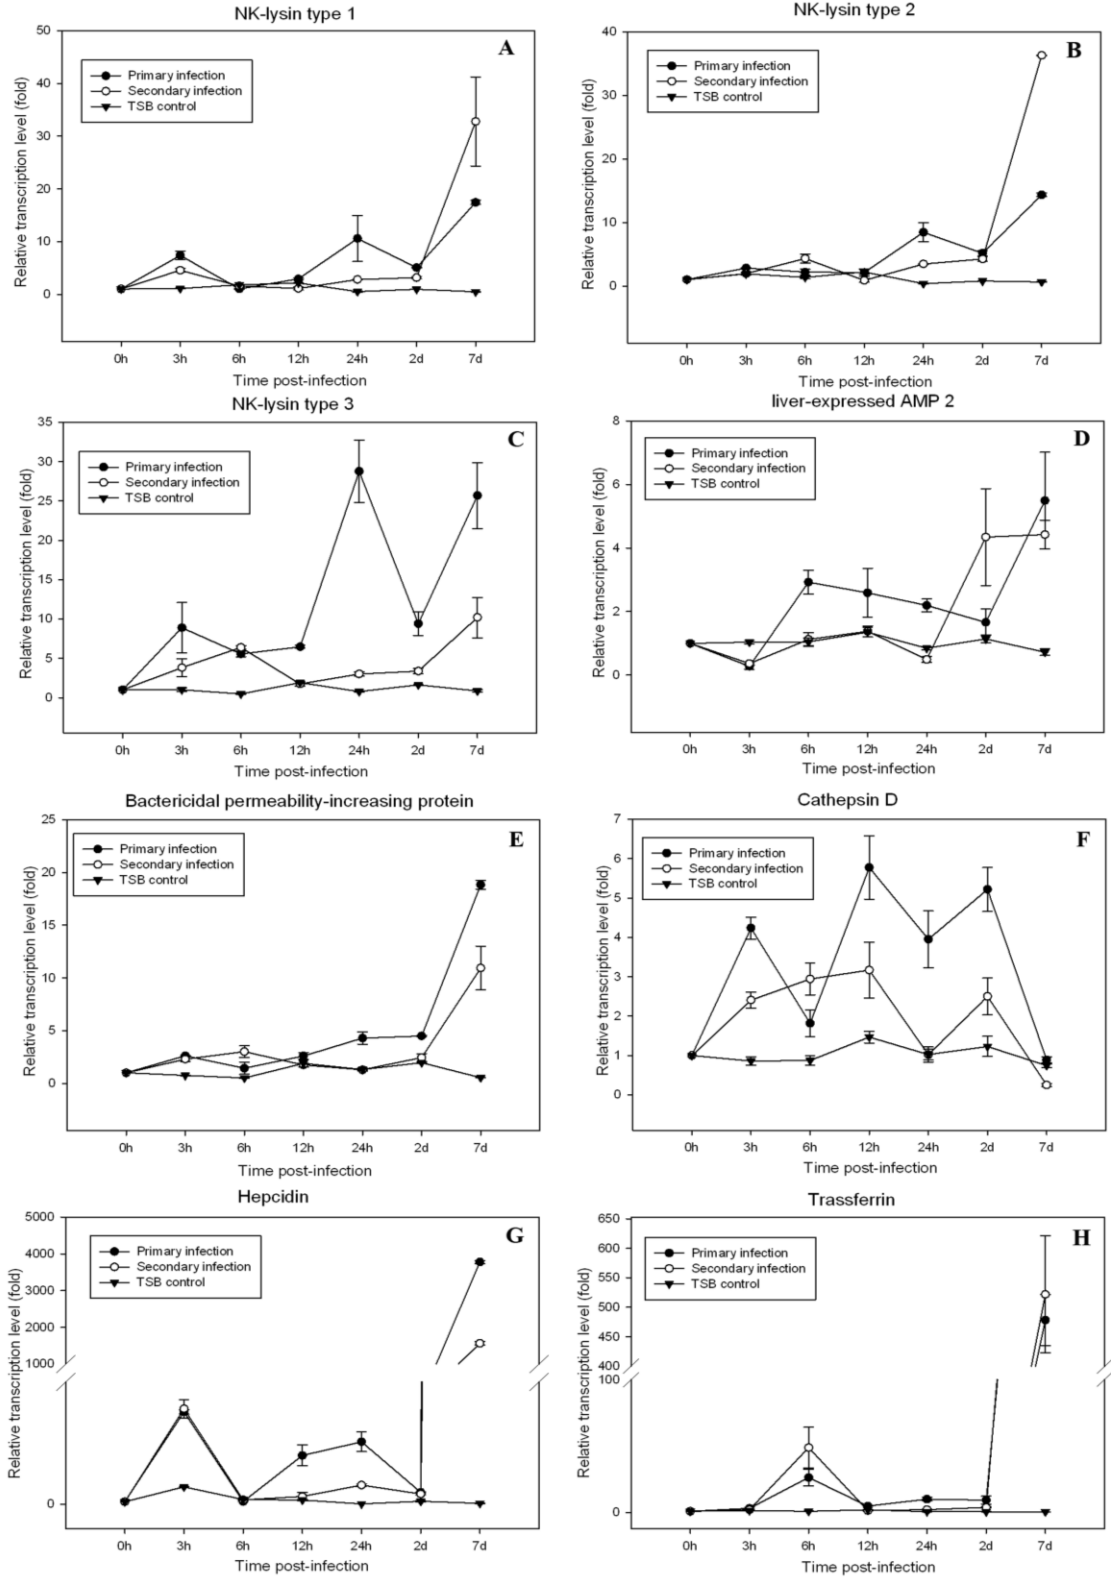 NK-lysin type 1
A
Primary infection
Secondary infection
TSB control
Relative transcription level (fold)
50
40
30
20
10
0
0h 3h 6h 12h 24h 2d 7d
Time post-infection
NK-lysin type 2
B
Primary infection
Secondary infection
TSB control
Relative transcription level (fold)
40
30
20
10
0
0h 3h 6h 12h 24h 2d 7d
Time post-infection
NK-lysin type 3
C
Primary infection
Secondary infection
TSB control
Relative transcription level (fold)
35
30
25
20
15
10
5
0
0h 3h 6h 12h 24h 2d 7d
Time post-infection
liver-expressed AMP 2
D
Primary infection
Secondary infection
TSB control
Relative transcription level (fold)
8
6
4
2
0
0h 3h 6h 12h 24h 2d 7d
Time post-infection
Bactericidal permeability-increasing protein
E
Primary infection
Secondary infection
TSB control
Relative transcription level (fold)
25
20
15
10
5
0
0h 3h 6h 12h 24h 2d 7d
Time post-infection
Cathepsin D
F
Primary infection
Secondary infection
TSB control
Relative transcription level (fold)
7
6
5
4
3
2
1
0
0h 3h 6h 12h 24h 2d 7d
Time post-infection
Hepcidin
G
Primary infection
Secondary infection
TSB control
Relative transcription level (fold)
5000
4000
3000
2000
1000
0
0h 3h 6h 12h 24h 2d 7d
Time post-infection
Trassferrin
H
Primary infection
Secondary infection
TSB control
Relative transcription level (fold)
650
600
550
500
450
400
100
0
0h 3h 6h 12h 24h 2d 7d
Time post-infection